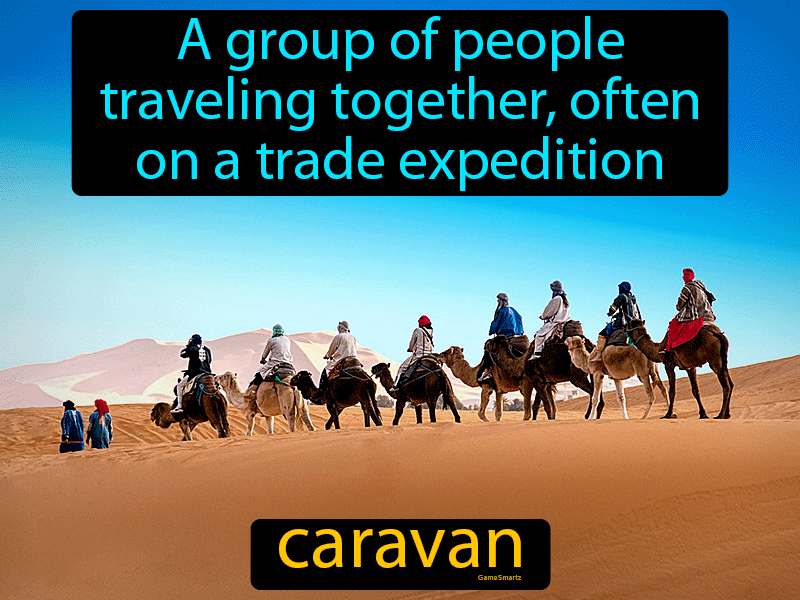 A group of people
traveling together, often
on a trade expedition
caravan
GameSmartz